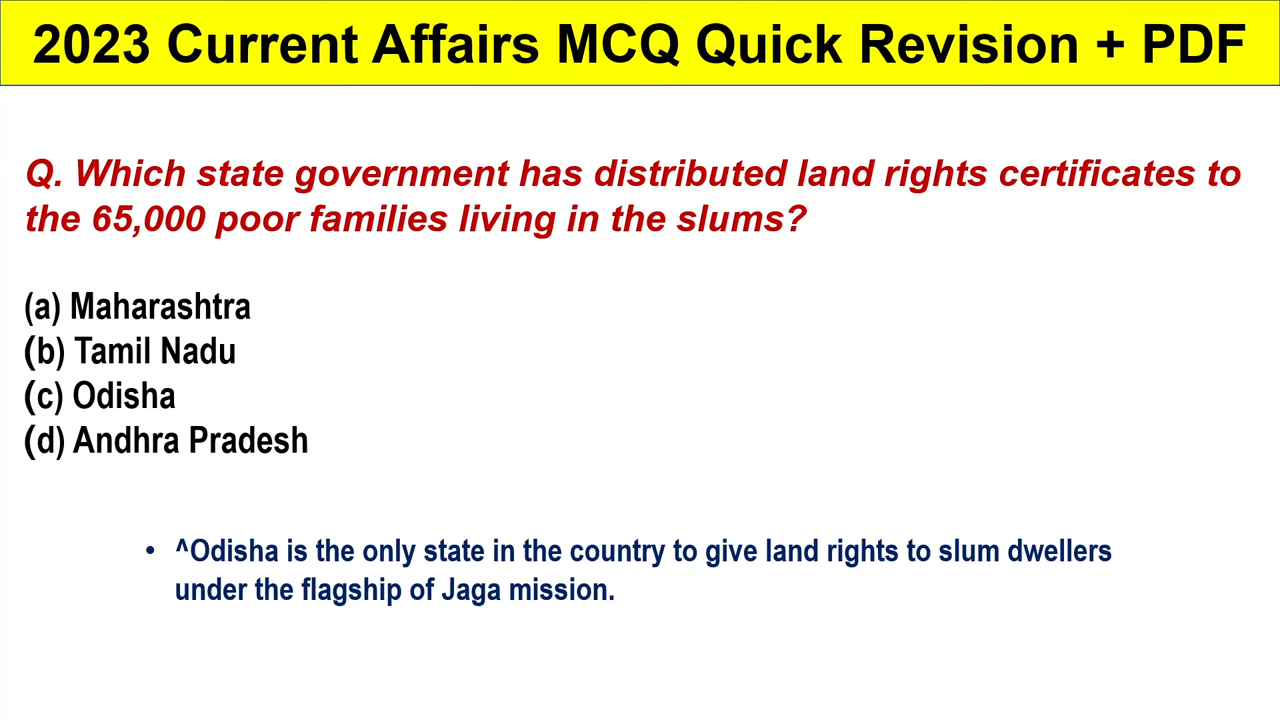 2023 Current Affairs MCQ Quick Revision + PDF
Q. Which state government has distributed land rights certificates to
the 65,000 poor families living in the slums?
(a) Maharashtra
(b) Tamil Nadu
(c) Odisha
(d) Andhra Pradesh
• ^Odisha is the only state in the country to give land rights to slum dwellers
under the flagship of Jaga mission.